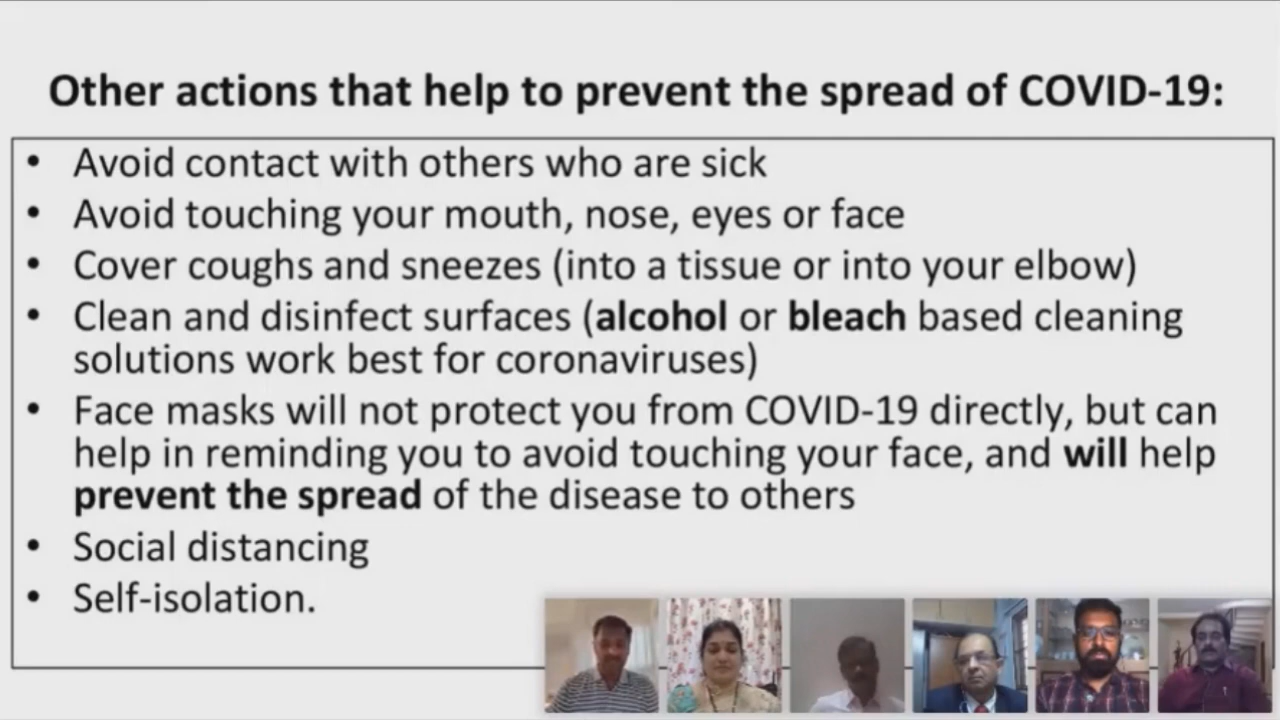 Other actions that help to prevent the spread of COVID-19:
• Avoid contact with others who are sick
• Avoid touching your mouth, nose, eyes or face
• Cover coughs and sneezes (into a tissue or into your elbow)
• Clean and disinfect surfaces (alcohol or bleach based cleaning
solutions work best for coronaviruses)
• Face masks will not protect you from COVID-19 directly, but can
help in reminding you to avoid touching your face, and will help
prevent the spread of the disease to others
• Social distancing
• Self-isolation.